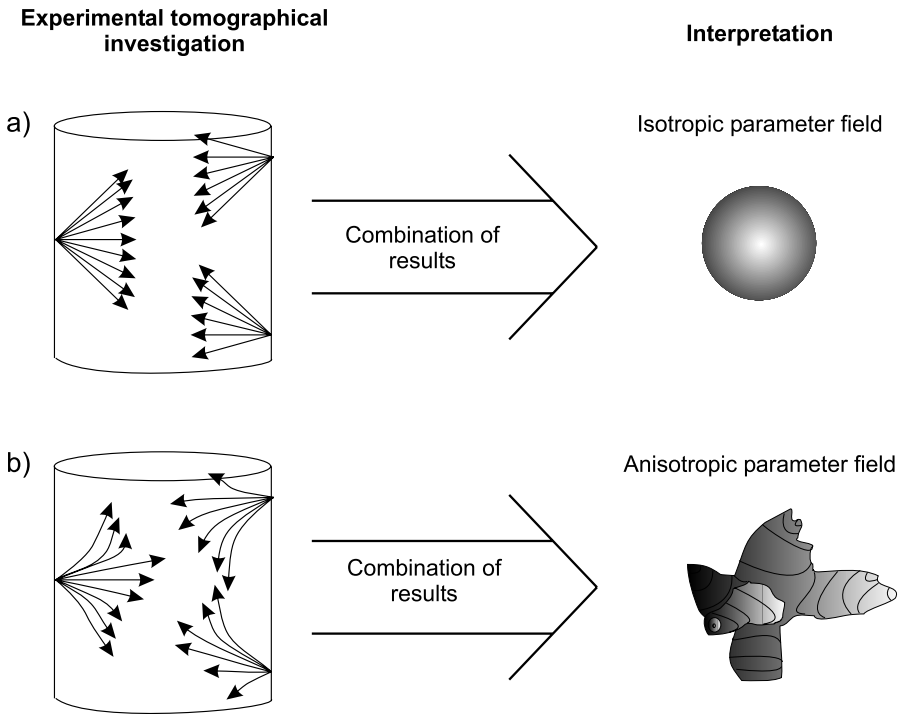 Experimental tomographical
investigation
Interpretation
a)
Isotropic parameter field
Combination of
results
b)
Anisotropic parameter field
Combination of
results